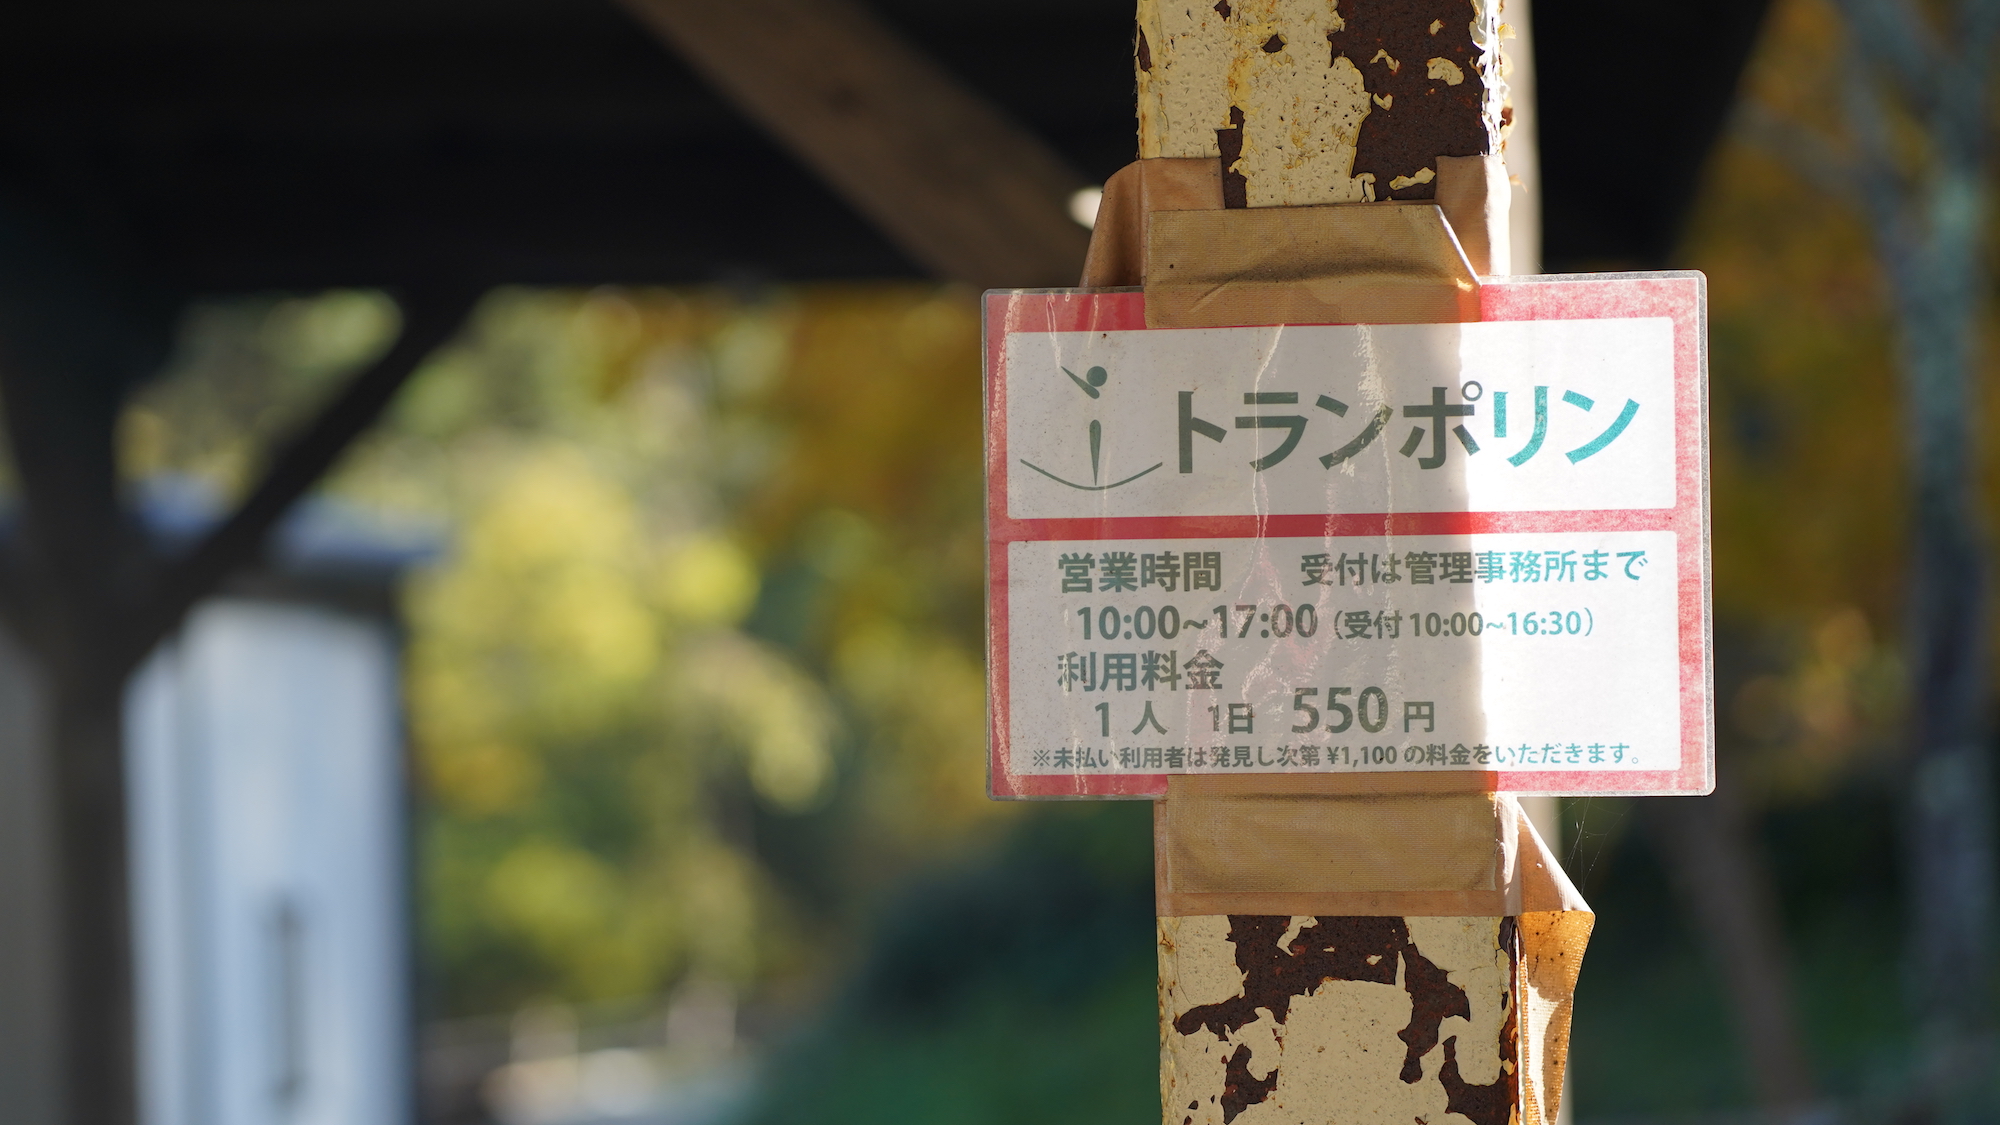 トランポリン
営業時間 受付は管理事務所まで
10:00~17:00（受付 10:00~16:30）
利用料金
1人 1日 550円
※未払い利用者は発見し次第¥1,100の料金をいただきます。